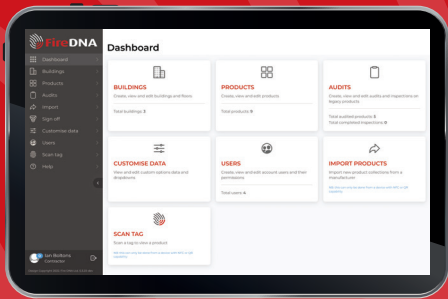 FireDNA
Dashboard
Buildings
Products
Audits
Import
Sign off
Customise data
Users
Scan tag
Help
Ian Bolions
Contractor
Dashboard
BUILDINGS
Create, view and edit buildings and floors
Total buildings: 3
PRODUCTS
Create, view and edit products
Total products: 0
AUDITS
Create, view and edit audits and inspections on
legacy products
Total audited products: 3
Total completed inspections: 0
CUSTOMISE DATA
View and edit custom options data and
dropdowns
USERS
Create, view and edit account users and their
permissions
Total users: 4
IMPORT PRODUCTS
Import new product collections from a
manufacturer
SCAN TAG
Scan a tag to view a product